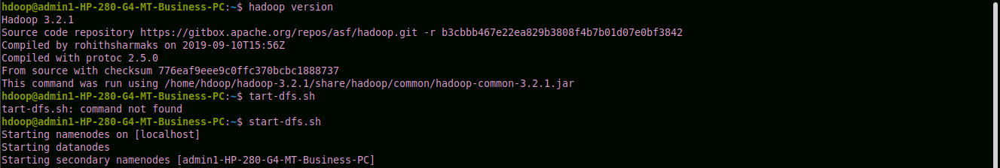 hdoop@admin1-HP-280-G4-MT-Business-PC:~$ hadoop version
Hadoop 3.2.1
Source code repository https://gitbox.apache.org/repos/asf/hadoop.git -r b3cbbb467e22ea829b3808f4b7b01d07e0bf3842
Compiled by rohithsharmaks on 2019-09-10T15:56Z
Compiled with protoc 2.5.0
From source with checksum 776eaf9eee9c0ffc370bcbc1888737
This command was run using /home/hdoop/hadoop-3.2.1/share/hadoop/common/hadoop-common-3.2.1.jar
hdoop@admin1-HP-280-G4-MT-Business-PC:~$ tart-dfs.sh
tart-dfs.sh: command not found
hdoop@admin1-HP-280-G4-MT-Business-PC:~$ start-dfs.sh
Starting namenodes on [localhost]
Starting datanodes
Starting secondary namenodes [admin1-HP-280-G4-MT-Business-PC]